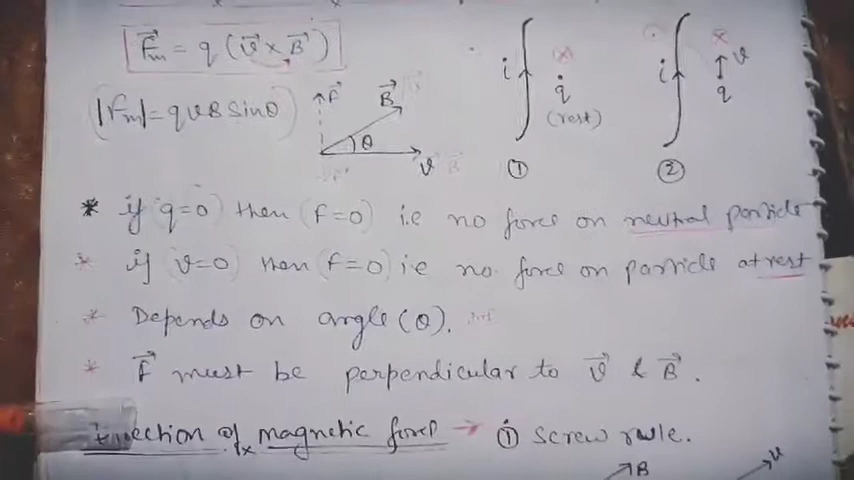 F⃗m = q (v⃗ × B⃗)
|Fm| = qvB sinθ
F⃗
B⃗
θ
v
i
q
(rest)
①
i
v
q
②
* if (q=0) then (f=0) i.e no force on neutral particle
* if (v=0) then (f=0) i.e no force on particle at rest
* Depends on angle (θ).
* F⃗ must be perpendicular to v⃗ & B⃗.
Direction of magnetic force → ① screw rule.
B
v